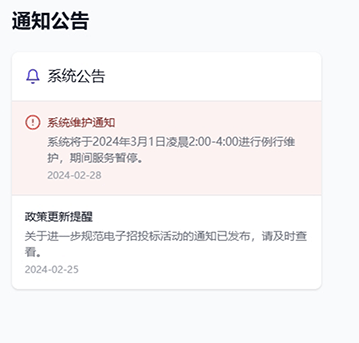 通知公告
系统公告
系统维护通知
系统将于2024年3月1日凌晨2:00-4:00进行例行维
护，期间服务暂停。
2024-02-28
政策更新提醒
关于进一步规范电子招投标活动的通知已发布，请及时查
看。
2024-02-25